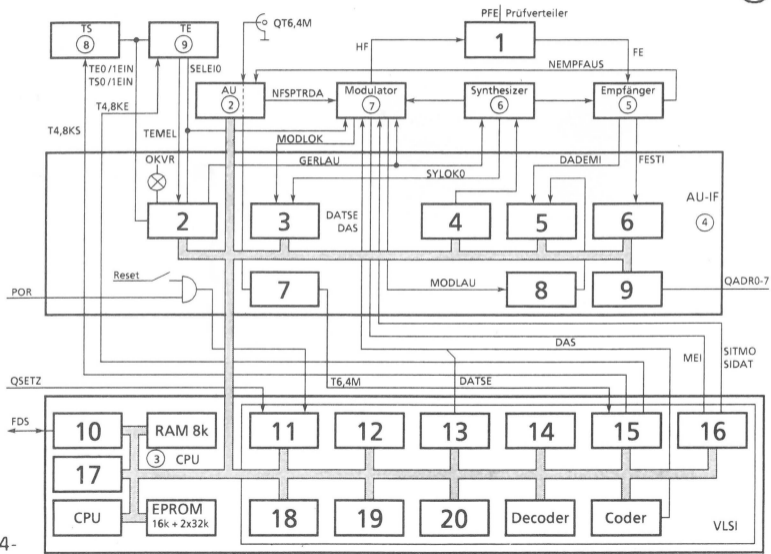 PFE Prüfverteiler
QT6,4M
TS
8
TE
9
1
HF
FE
TE0/1EIN
TS0/1EIN
SELEI0
NEMPFAUS
AU
2
NFSPTRDA
Modulator
7
Synthesizer
6
Empfänger
5
T4,8KE
T4,8KS
TEMEL
MODLOK
OKVR
GERLAU
SYLOK0
DADEMI
FESTI
AU-IF
4
2
3
DATSE
DAS
4
5
6
Reset
7
MODLAU
8
9
QADR0-7
POR
DAS
MEI
SITMO
SIDAT
QSETZ
T6,4M
DATSE
FDS
10
RAM 8k
11
12
13
14
15
16
3 CPU
17
CPU
EPROM
16k + 2x32k
18
19
20
Decoder
Coder
VLSI
4-